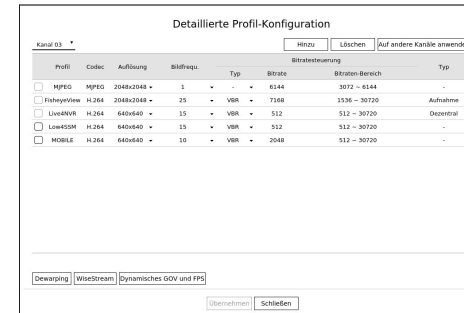 Detaillierte Profil-Konfiguration
Kanal 03
Hinzu Löschen Auf andere Kanäle anwende
Profil Codec Auflösung Bildfrequ. Bitratesteuerung Typ
Typ Bitrate Bitraten-Bereich
MJPEG MJPEG 2048x2048 1 - 6144 3072 ~ 6144 -
FisheyeView H.264 2048x2048 25 VBR 7168 1536 ~ 30720 Aufnahme
Live4NVR H.264 640x640 15 VBR 512 512 ~ 30720 Dezentral
Low4SSM H.264 640x640 15 VBR 512 512 ~ 30720 -
MOBILE H.264 640x640 10 VBR 2048 512 ~ 30720 -
Dewarping WiseStream Dynamisches GOV und FPS
Übernehmen Schließen